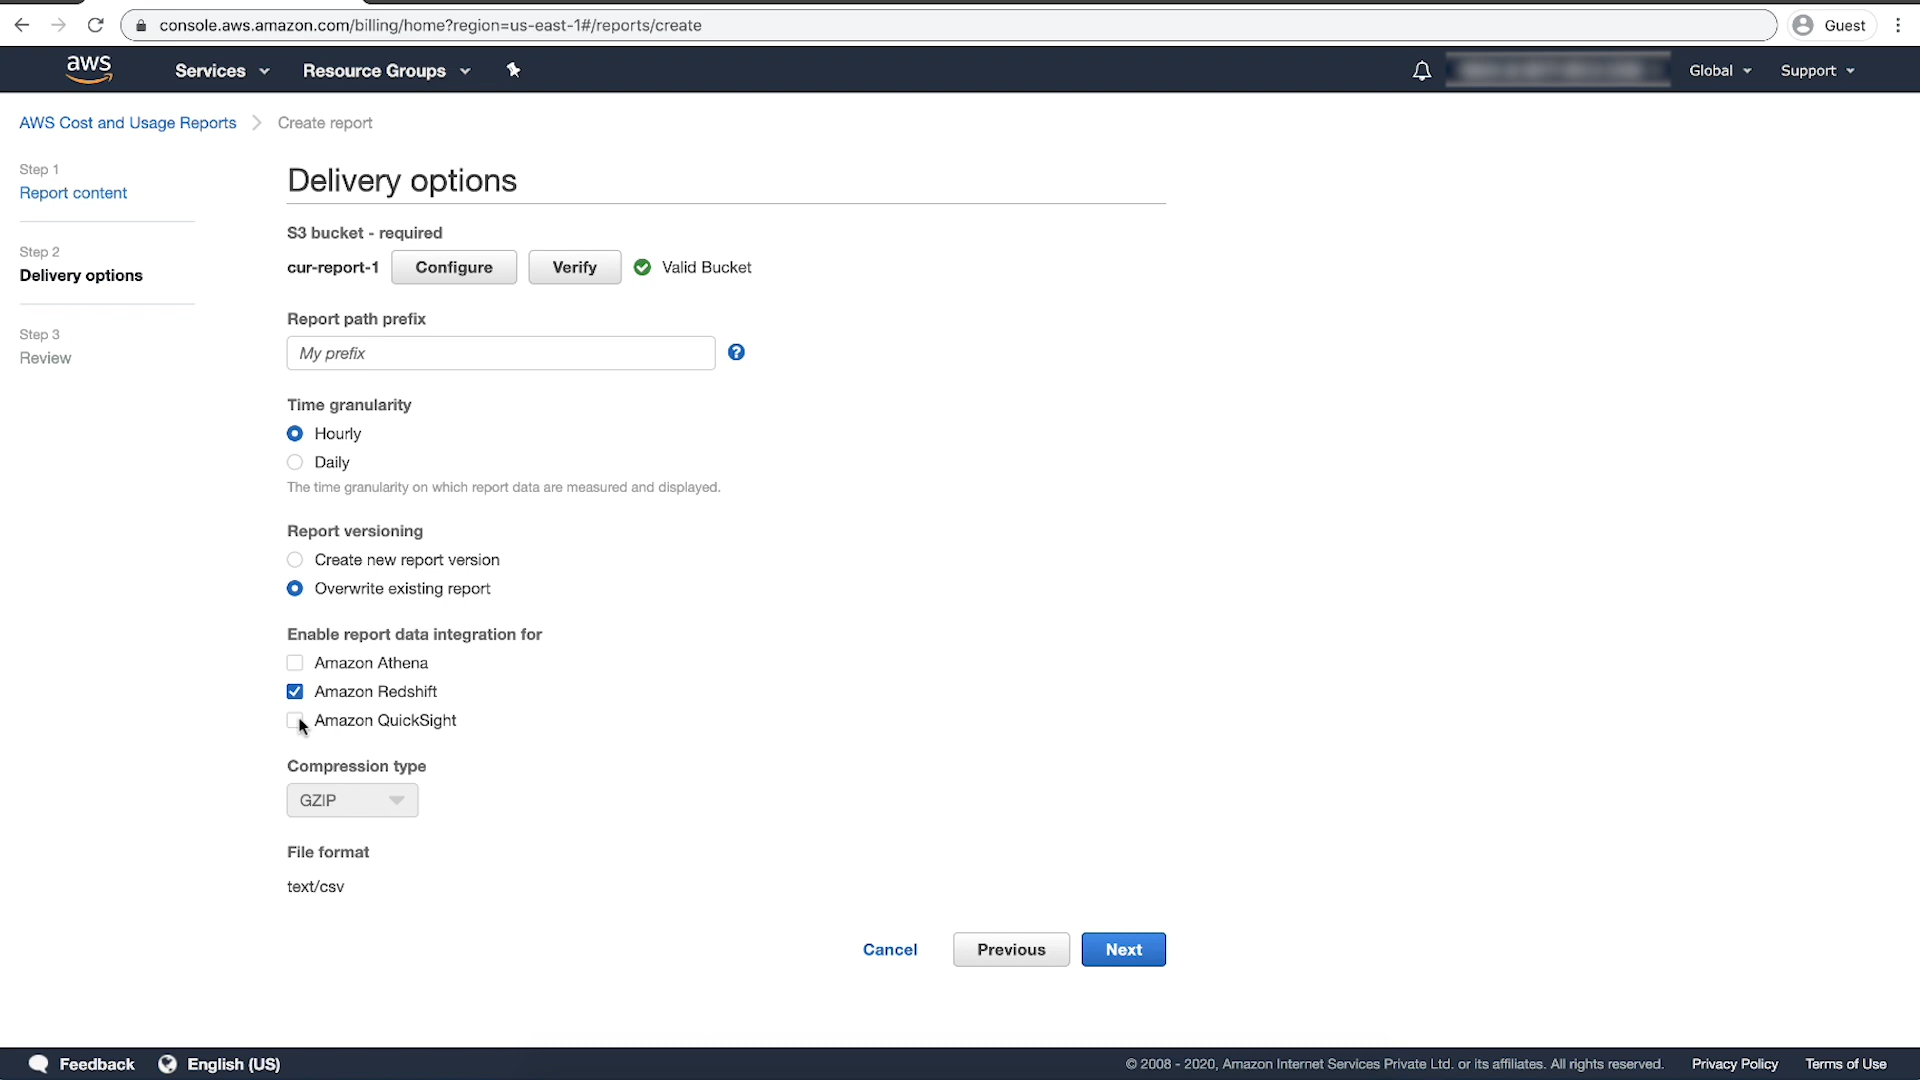 console.aws.amazon.com/billing/home?region=us-east-1#/reports/create
Guest
aws
Services
Resource Groups
Global
Support
AWS Cost and Usage Reports
Create report
Step 1
Report content
Step 2
Delivery options
Step 3
Review
Delivery options
S3 bucket - required
cur-report-1 Configure Verify Valid Bucket
Report path prefix
My prefix
Time granularity
Hourly
Daily
The time granularity on which report data are measured and displayed.
Report versioning
Create new report version
Overwrite existing report
Enable report data integration for
Amazon Athena
Amazon Redshift
Amazon QuickSight
Compression type
GZIP
File format
text/csv
Cancel Previous Next
Feedback English (US)
© 2008 - 2020, Amazon Internet Services Private Ltd. or its affiliates. All rights reserved. Privacy Policy Terms of Use